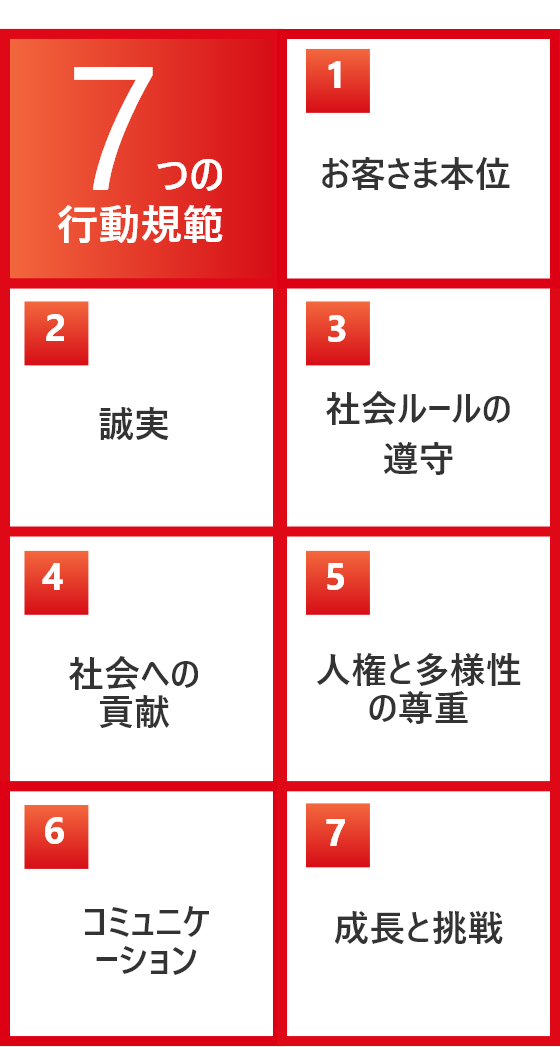 7つの
行動規範
1
お客さま本位
2
誠実
3
社会ルールの
遵守
4
社会への
貢献
5
人権と多様性
の尊重
6
コミュニケ
ーション
7
成長と挑戦